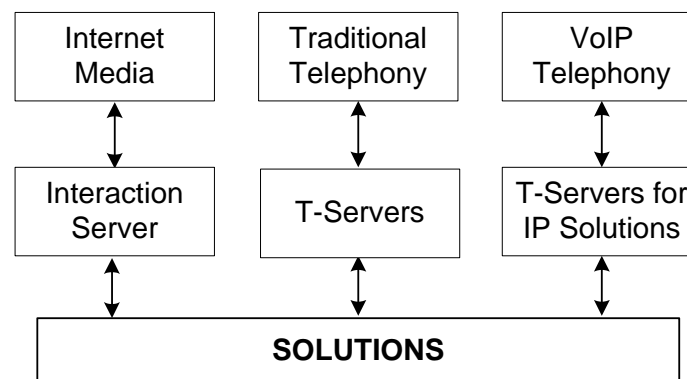 Internet
Media
Traditional
Telephony
VoIP
Telephony
Interaction
Server
T-Servers
T-Servers for
IP Solutions
SOLUTIONS